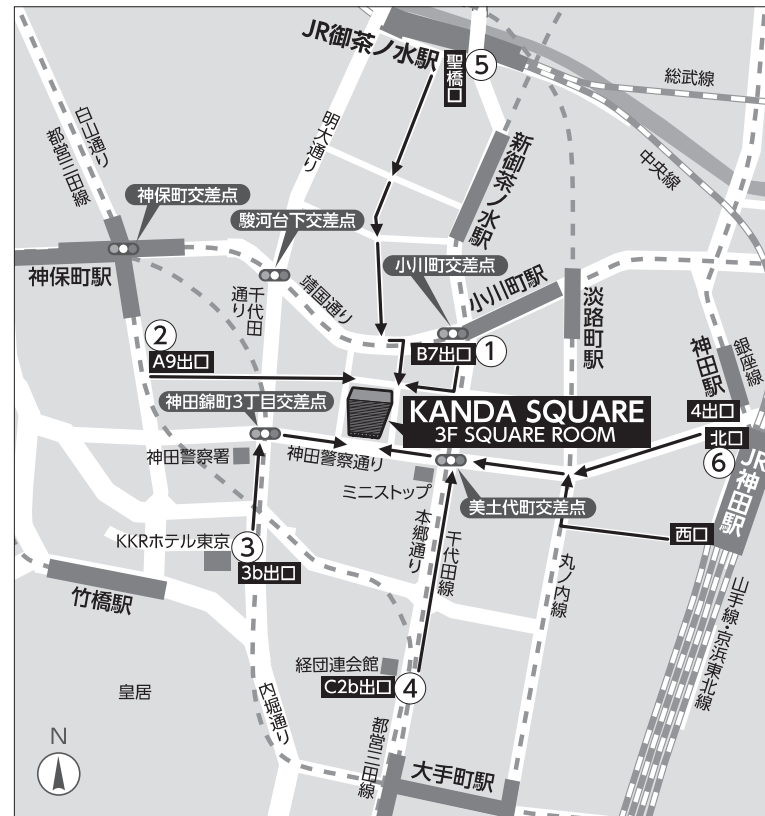 JR御茶ノ水駅
聖橋口
⑤
総武線
中央線
白山通り
都営三田線
明大通り
新御茶ノ水駅
神保町交差点
駿河台下交差点
小川町交差点
神保町駅
千代田通り
靖国通り
小川町駅
淡路町駅
②
A9出口
B7出口
①
神田駅
銀座線
神田錦町3丁目交差点
KANDA SQUARE
3F SQUARE ROOM
4出口
北口
⑥
JR神田駅
神田警察署
神田警察通り
ミニストップ
美土代町交差点
本郷通り
千代田線
西口
KKRホテル東京
③
3b出口
丸ノ内線
竹橋駅
山手線・京浜東北線
経団連会館
C2b出口
④
皇居
内堀通り
都営三田線
大手町駅
N